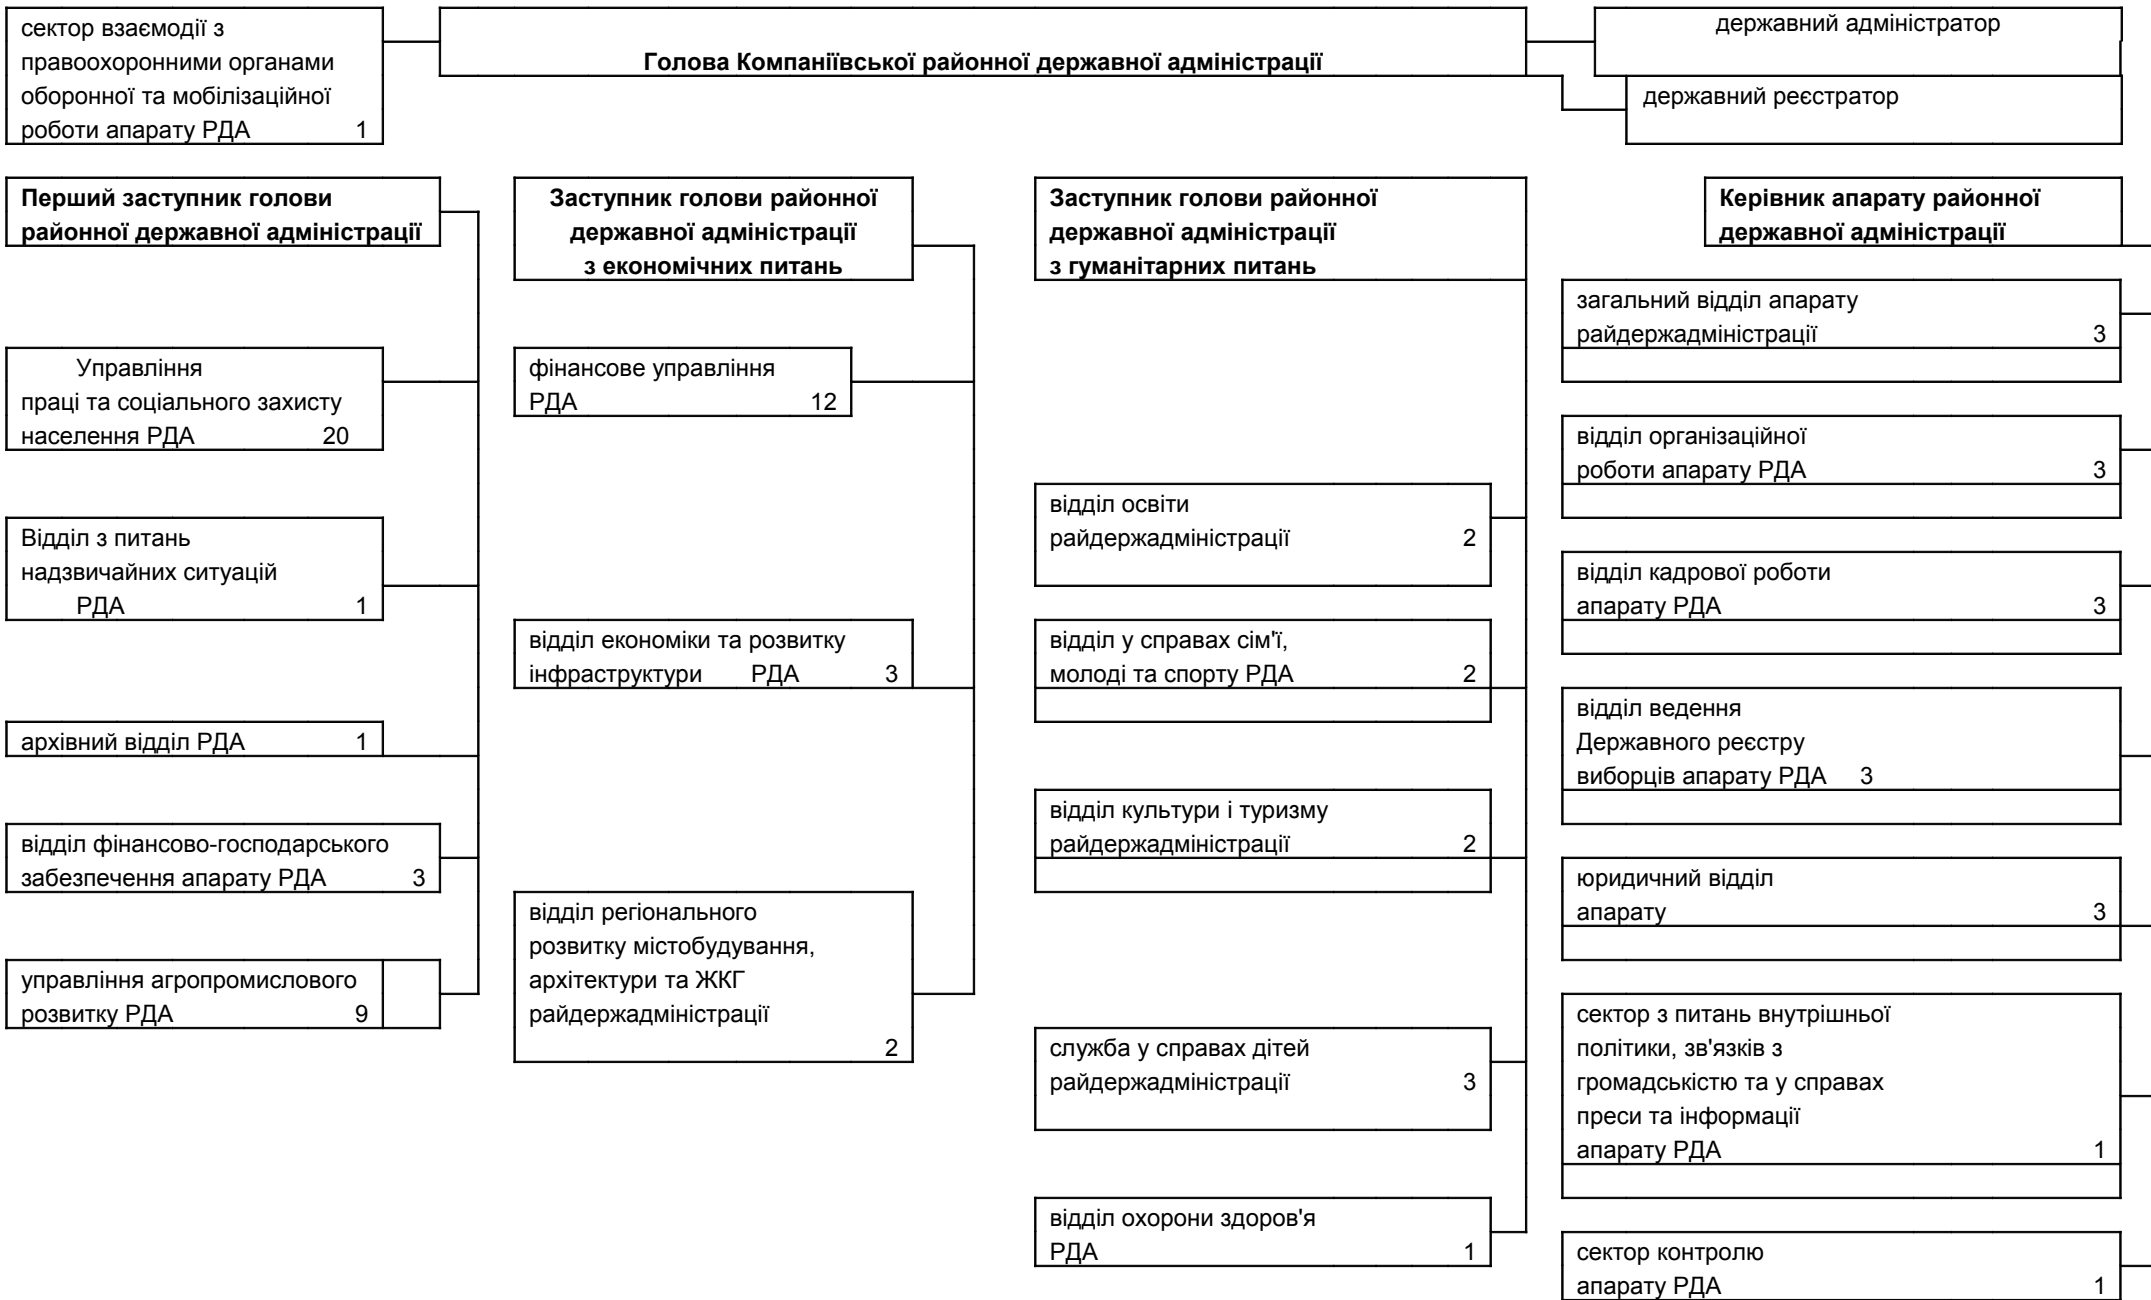 сектор взаємодії з
правоохоронними органами
оборонної та мобілізаційної
роботи апарату РДА 1
Голова Компаніївської районної державної адміністрації
державний адміністратор
державний реєстратор
Перший заступник голови
районної державної адміністрації
Управління
праці та соціального захисту
населення РДА 20
Відділ з питань
надзвичайних ситуацій
РДА 1
архівний відділ РДА 1
відділ фінансово-господарського
забезпечення апарату РДА 3
управління агропромислового
розвитку РДА 9
Заступник голови районної
державної адміністрації
з економічних питань
фінансове управління
РДА 12
відділ економіки та розвитку
інфраструктури РДА 3
відділ регіонального
розвитку містобудування,
архітектури та ЖКГ
райдержадміністрації
2
Заступник голови районної
державної адміністрації
з гуманітарних питань
відділ освіти
райдержадміністрації 2
відділ у справах сім'ї,
молоді та спорту РДА 2
відділ культури і туризму
райдержадміністрації 2
служба у справах дітей
райдержадміністрації 3
відділ охорони здоров'я
РДА 1
Керівник апарату районної
державної адміністрації
загальний відділ апарату
райдержадміністрації 3
відділ організаційної
роботи апарату РДА 3
відділ кадрової роботи
апарату РДА 3
відділ ведення
Державного реєстру
виборців апарату РДА 3
юридичний відділ
апарату 3
сектор з питань внутрішньої
політики, зв'язків з
громадськістю та у справах
преси та інформації
апарату РДА 1
сектор контролю
апарату РДА 1